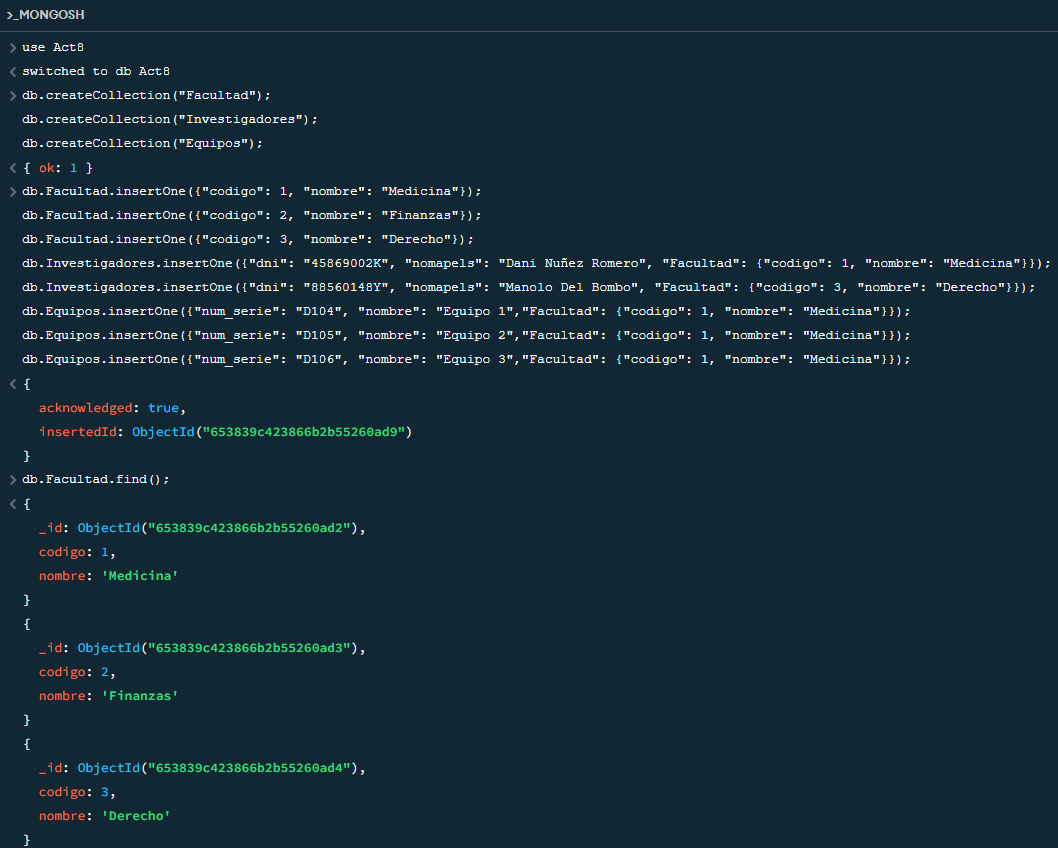 >_MONGOSH
> use Act8
< switched to db Act8
> db.createCollection("Facultad");
db.createCollection("Investigadores");
db.createCollection("Equipos");
< { ok: 1 }
> db.Facultad.insertOne({"codigo": 1, "nombre": "Medicina"});
db.Facultad.insertOne({"codigo": 2, "nombre": "Finanzas"});
db.Facultad.insertOne({"codigo": 3, "nombre": "Derecho"});
db.Investigadores.insertOne({"dni": "45869002K", "nomapels": "Dani Nuñez Romero", "Facultad": {"codigo": 1, "nombre": "Medicina"}});
db.Investigadores.insertOne({"dni": "88560148Y", "nomapels": "Manolo Del Bombo", "Facultad": {"codigo": 3, "nombre": "Derecho"}});
db.Equipos.insertOne({"num_serie": "D104", "nombre": "Equipo 1","Facultad": {"codigo": 1, "nombre": "Medicina"}});
db.Equipos.insertOne({"num_serie": "D105", "nombre": "Equipo 2","Facultad": {"codigo": 1, "nombre": "Medicina"}});
db.Equipos.insertOne({"num_serie": "D106", "nombre": "Equipo 3","Facultad": {"codigo": 1, "nombre": "Medicina"}});
< {
acknowledged: true,
insertedId: ObjectId("653839c423866b2b55260ad9")
}
> db.Facultad.find();
< {
_id: ObjectId("653839c423866b2b55260ad2"),
codigo: 1,
nombre: 'Medicina'
}
{
_id: ObjectId("653839c423866b2b55260ad3"),
codigo: 2,
nombre: 'Finanzas'
}
{
_id: ObjectId("653839c423866b2b55260ad4"),
codigo: 3,
nombre: 'Derecho'
}